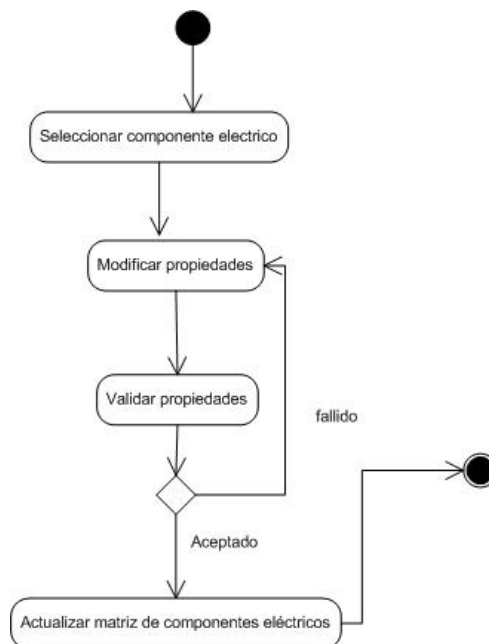 Seleccionar componente electrico
Modificar propiedades
Validar propiedades
fallido
Aceptado
Actualizar matriz de componentes eléctricos